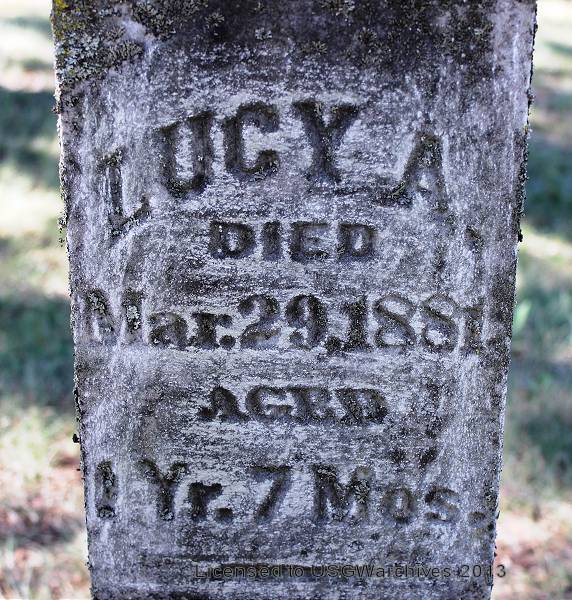 LUCY A.
DIED
Mar. 29, 1881.
AGED
1 Yr. 7 Mos.
Licensed to USGWarchives 2013